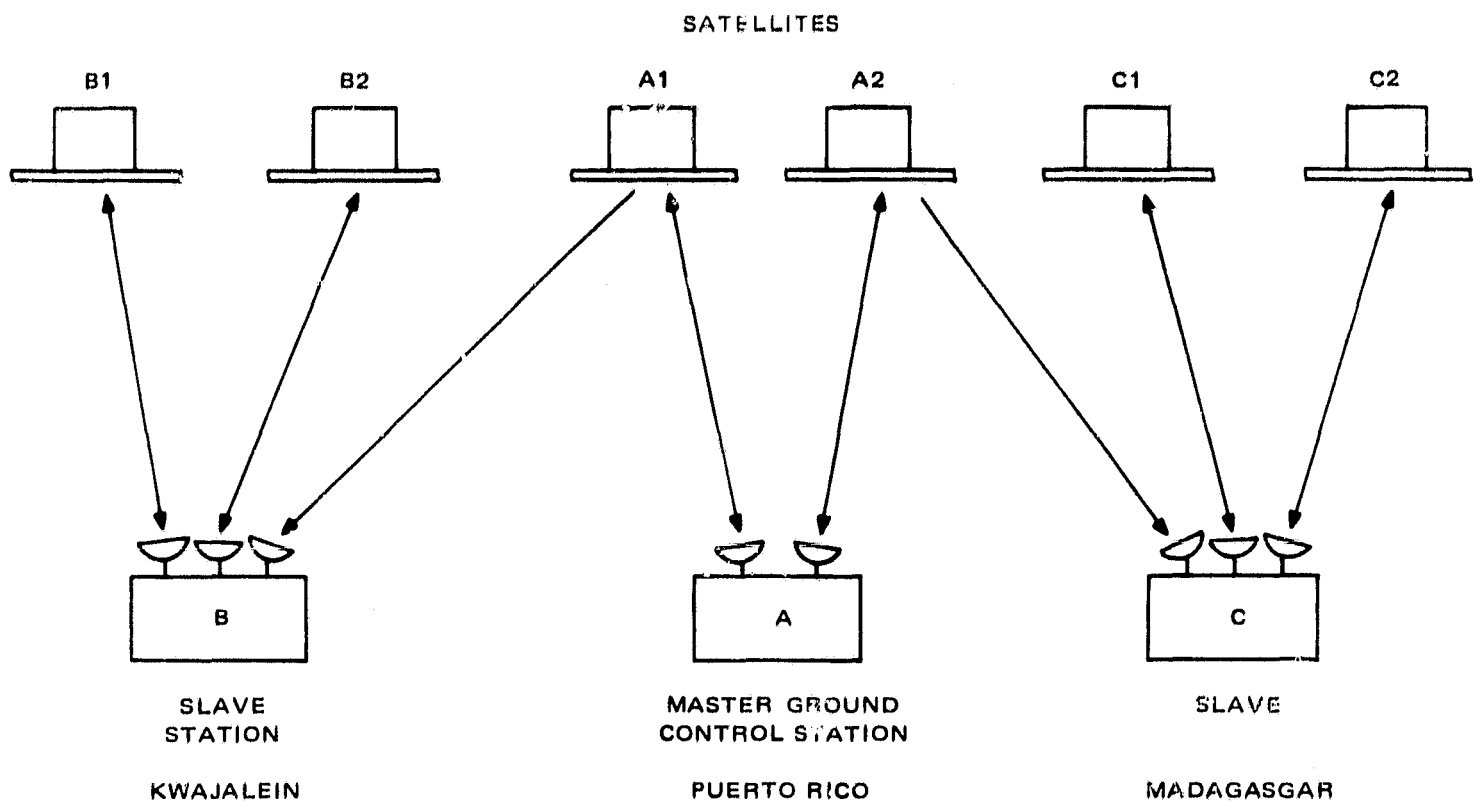 SATELLITES
B1 B2 A1 A2 C1 C2
B A C
SLAVE STATION
MASTER GROUND CONTROL STATION
SLAVE
KWAJALEIN PUERTO RICO MADAGASGAR